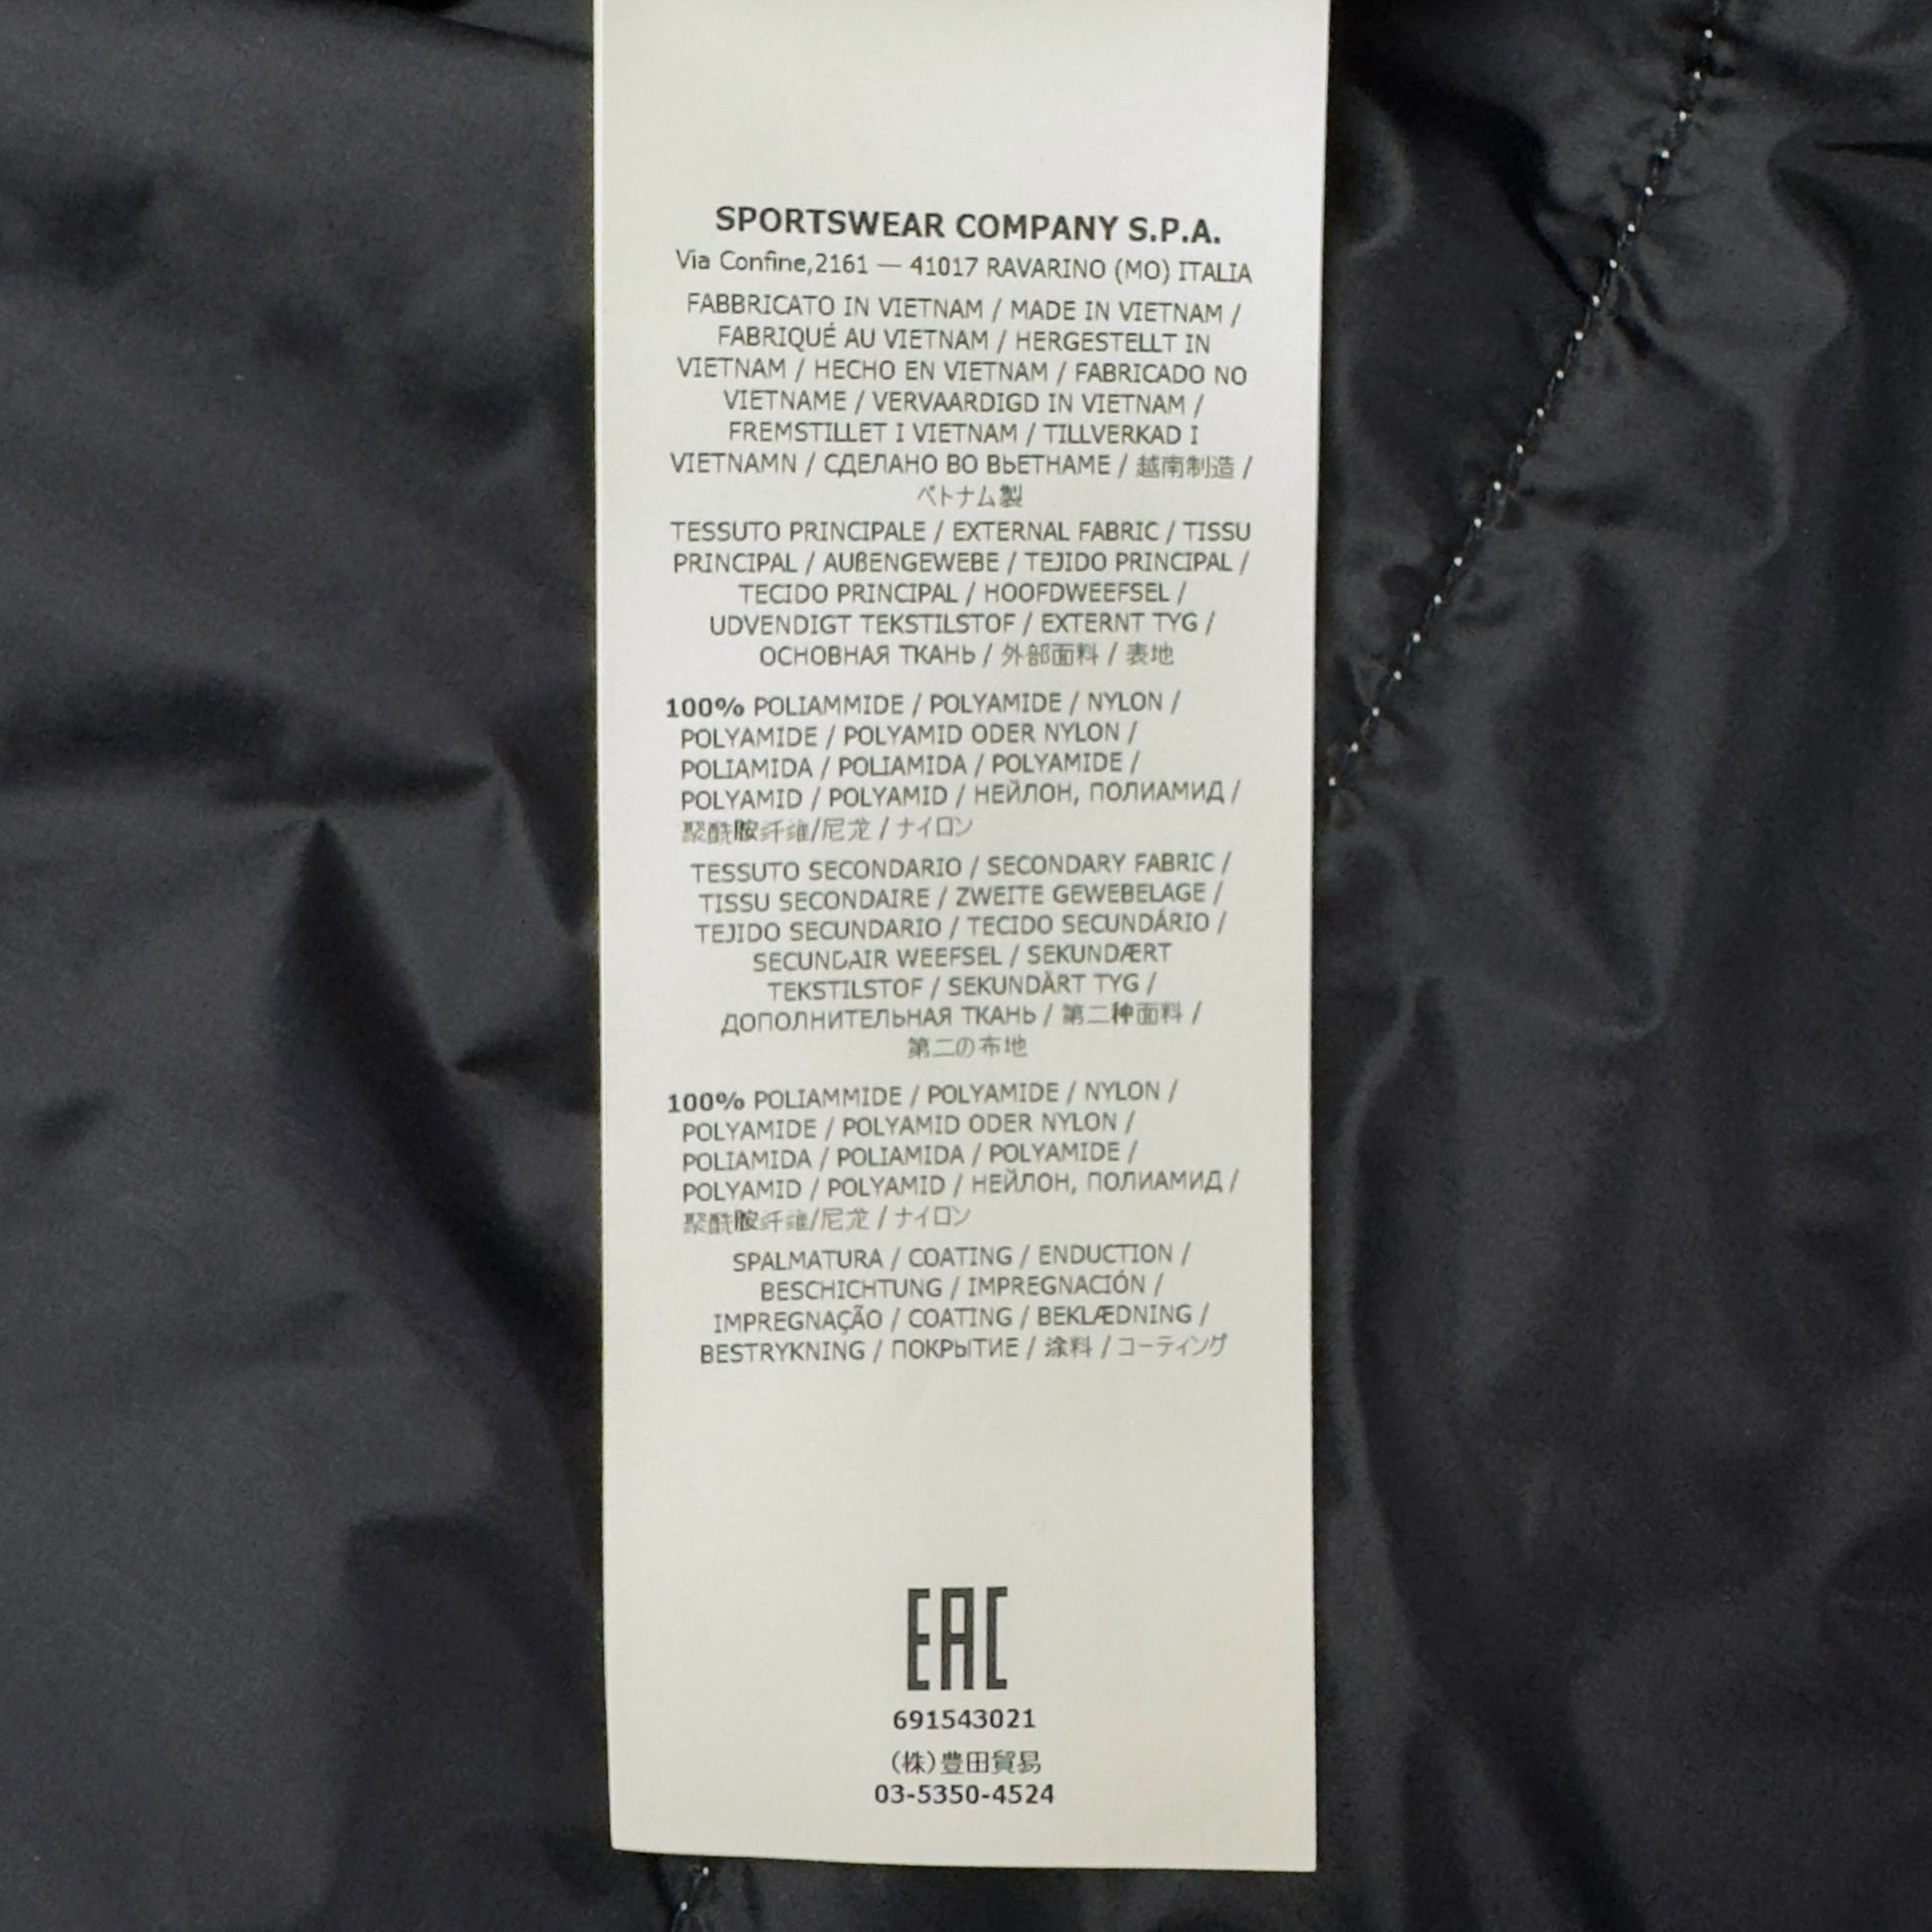 SPORTSWEAR COMPANY S.P.A.
Via Confine,2161 — 41017 RAVARINO (MO) ITALIA
FABBRICATO IN VIETNAM / MADE IN VIETNAM /
FABRIQUÉ AU VIETNAM / HERGESTELLT IN
VIETNAM / HECHO EN VIETNAM / FABRICADO NO
VIETNAME / VERVAARDIGD IN VIETNAM /
FREMSTILLET I VIETNAM / TILLVERKAD I
VIETNAMN / СДЕЛАНО ВО ВЬЕТНАМЕ / 越南制造 /
ベトナム製
TESSUTO PRINCIPALE / EXTERNAL FABRIC / TISSU
PRINCIPAL / AUßENGEWEBE / TEJIDO PRINCIPAL /
TECIDO PRINCIPAL / HOOFDWEEFSEL /
UDVENDIGT TEKSTILSTOF / EXTERNT TYG /
ОСНОВНАЯ ТКАНЬ / 外部面料 / 表地
100% POLIAMMIDE / POLYAMIDE / NYLON /
POLYAMIDE / POLYAMID ODER NYLON /
POLIAMIDA / POLIAMIDA / POLYAMIDE /
POLYAMID / POLYAMID / НЕЙЛОН, ПОЛИАМИД /
聚酰胺纤维/尼龙 / ナイロン
TESSUTO SECONDARIO / SECONDARY FABRIC /
TISSU SECONDAIRE / ZWEITE GEWEBELAGE /
TEJIDO SECUNDARIO / TECIDO SECUNDÁRIO /
SECUNDAIR WEEFSEL / SEKUNDÆRT
TEKSTILSTOF / SEKUNDÄRT TYG /
ДОПОЛНИТЕЛЬНАЯ ТКАНЬ / 第二种面料 /
第二の布地
100% POLIAMMIDE / POLYAMIDE / NYLON /
POLYAMIDE / POLYAMID ODER NYLON /
POLIAMIDA / POLIAMIDA / POLYAMIDE /
POLYAMID / POLYAMID / НЕЙЛОН, ПОЛИАМИД /
聚酰胺纤维/尼龙 / ナイロン
SPALMATURA / COATING / ENDUCTION /
BESCHICHTUNG / IMPREGNACIÓN /
IMPREGNAÇÃO / COATING / BEKLÆDNING /
BESTRYKNING / ПОКРЫТИЕ / 涂料 / コーティング
EAC
691543021
(株)豊田貿易
03-5350-4524